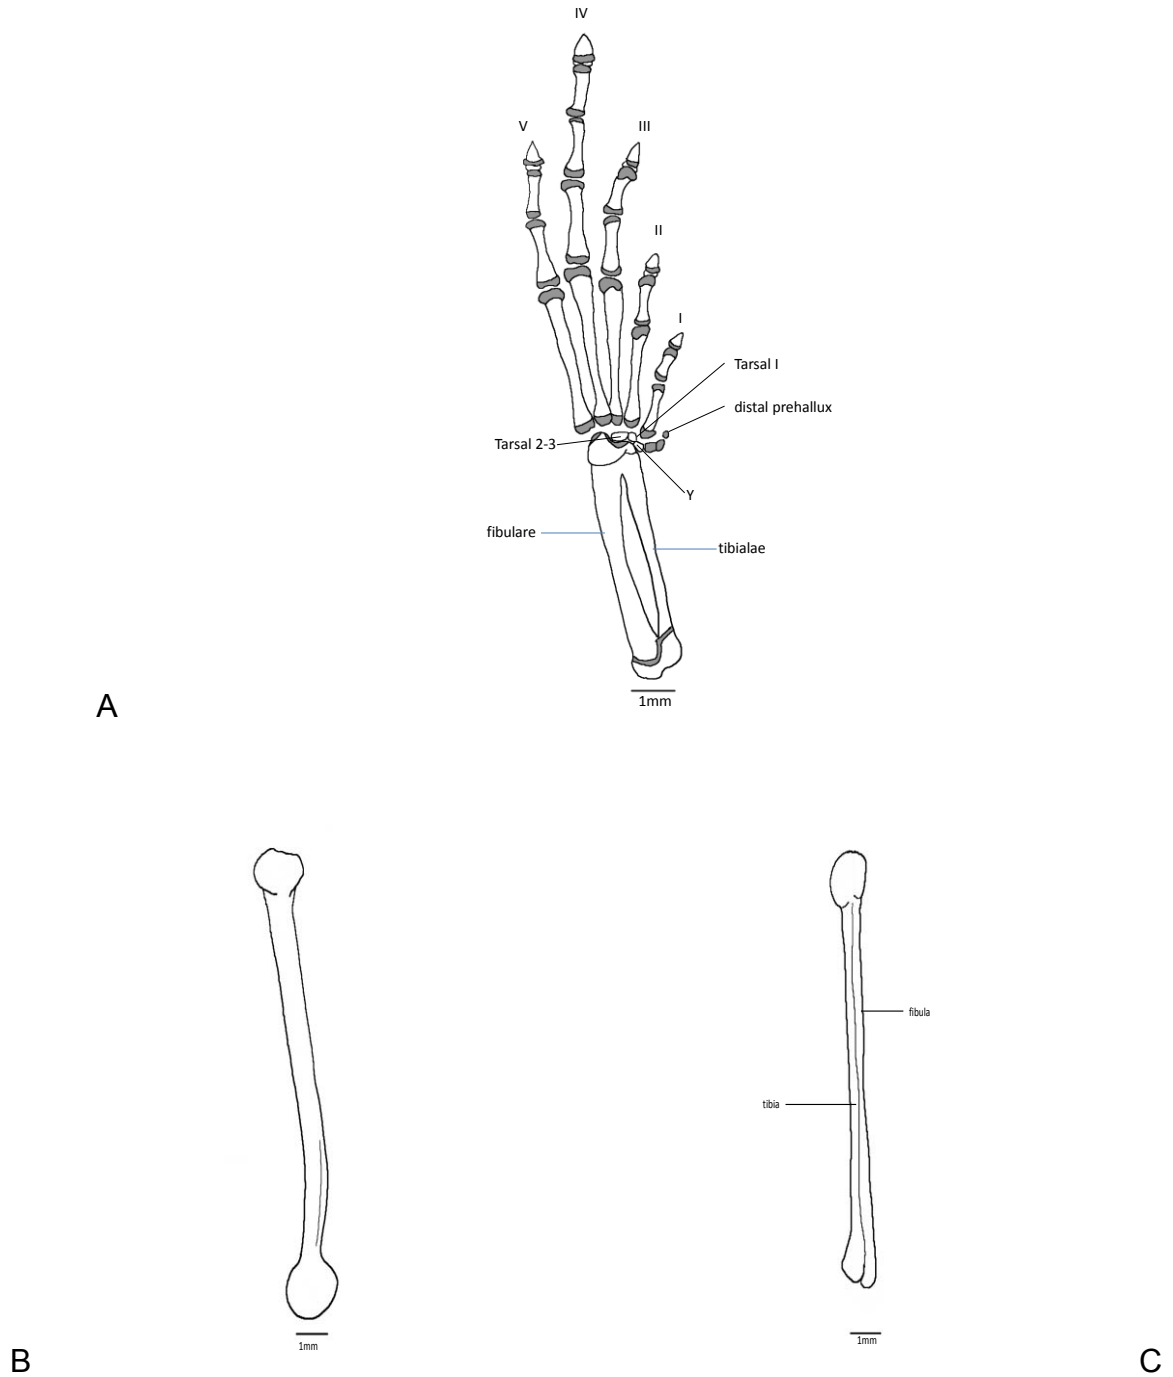 IV
V
III
II
I
Tarsal I
distal prehallux
Tarsal 2-3
Y
fibulare
tibialae
A
1mm
fibula
tibia
1mm
1mm
B
C